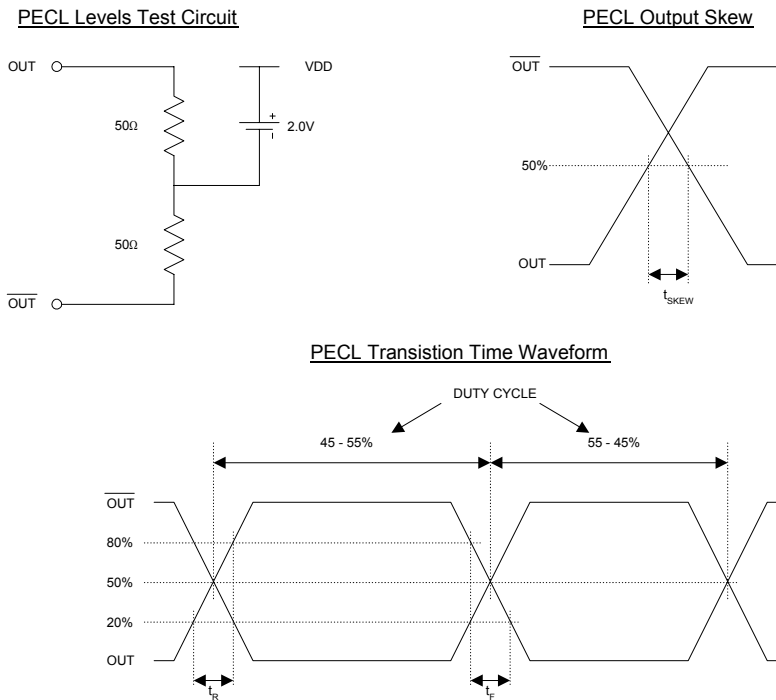 PECL Levels Test Circuit
OUT
VDD
50Ω
+
2.0V
-
50Ω
OUT
PECL Output Skew
OUT
50%
OUT
tSKEW
PECL Transistion Time Waveform
DUTY CYCLE
45 - 55%
55 - 45%
OUT
80%
50%
20%
OUT
tR
tF